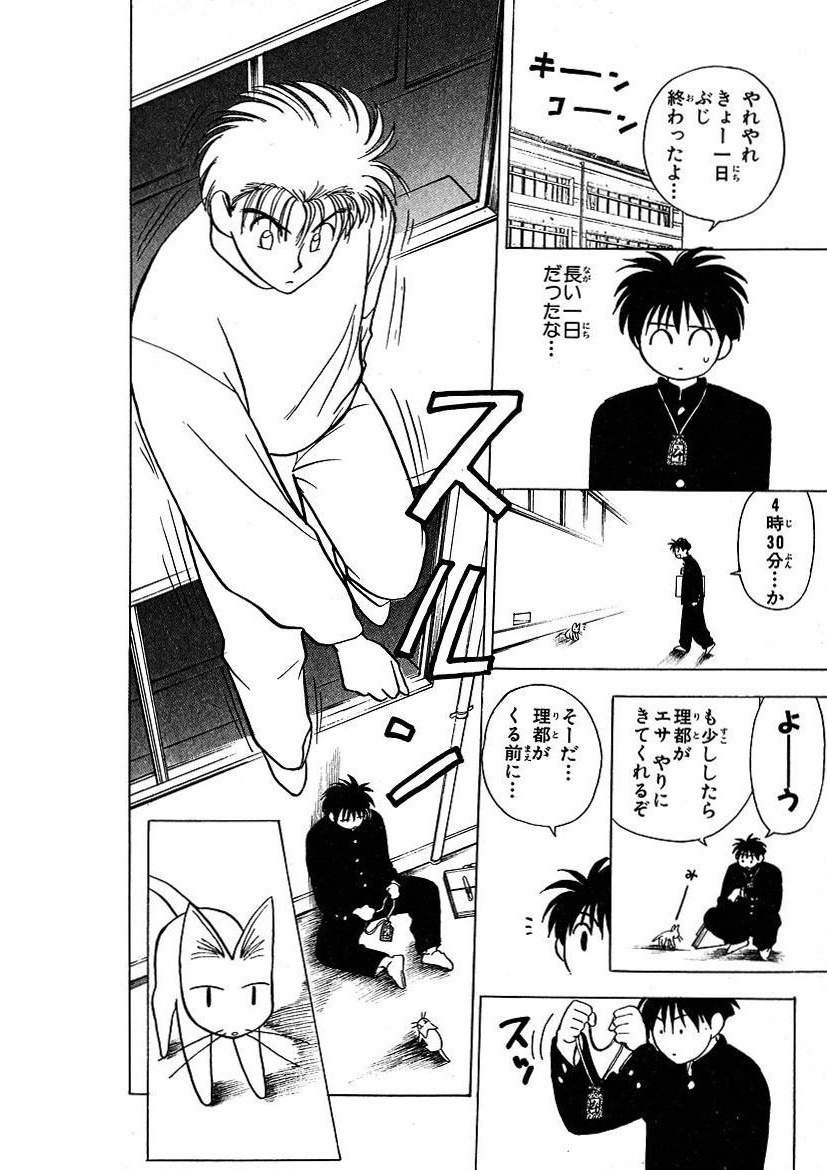 キーン
コーン
やれやれ
きょー一日
ぶじ
終わったよ…
長い一日
だったな…
4時30分…か
よーっ
も少ししたら
理都が
エサ やりに
きてくれるぞ
み
そーだ…
理都が
くる前に…
スッ
スルン